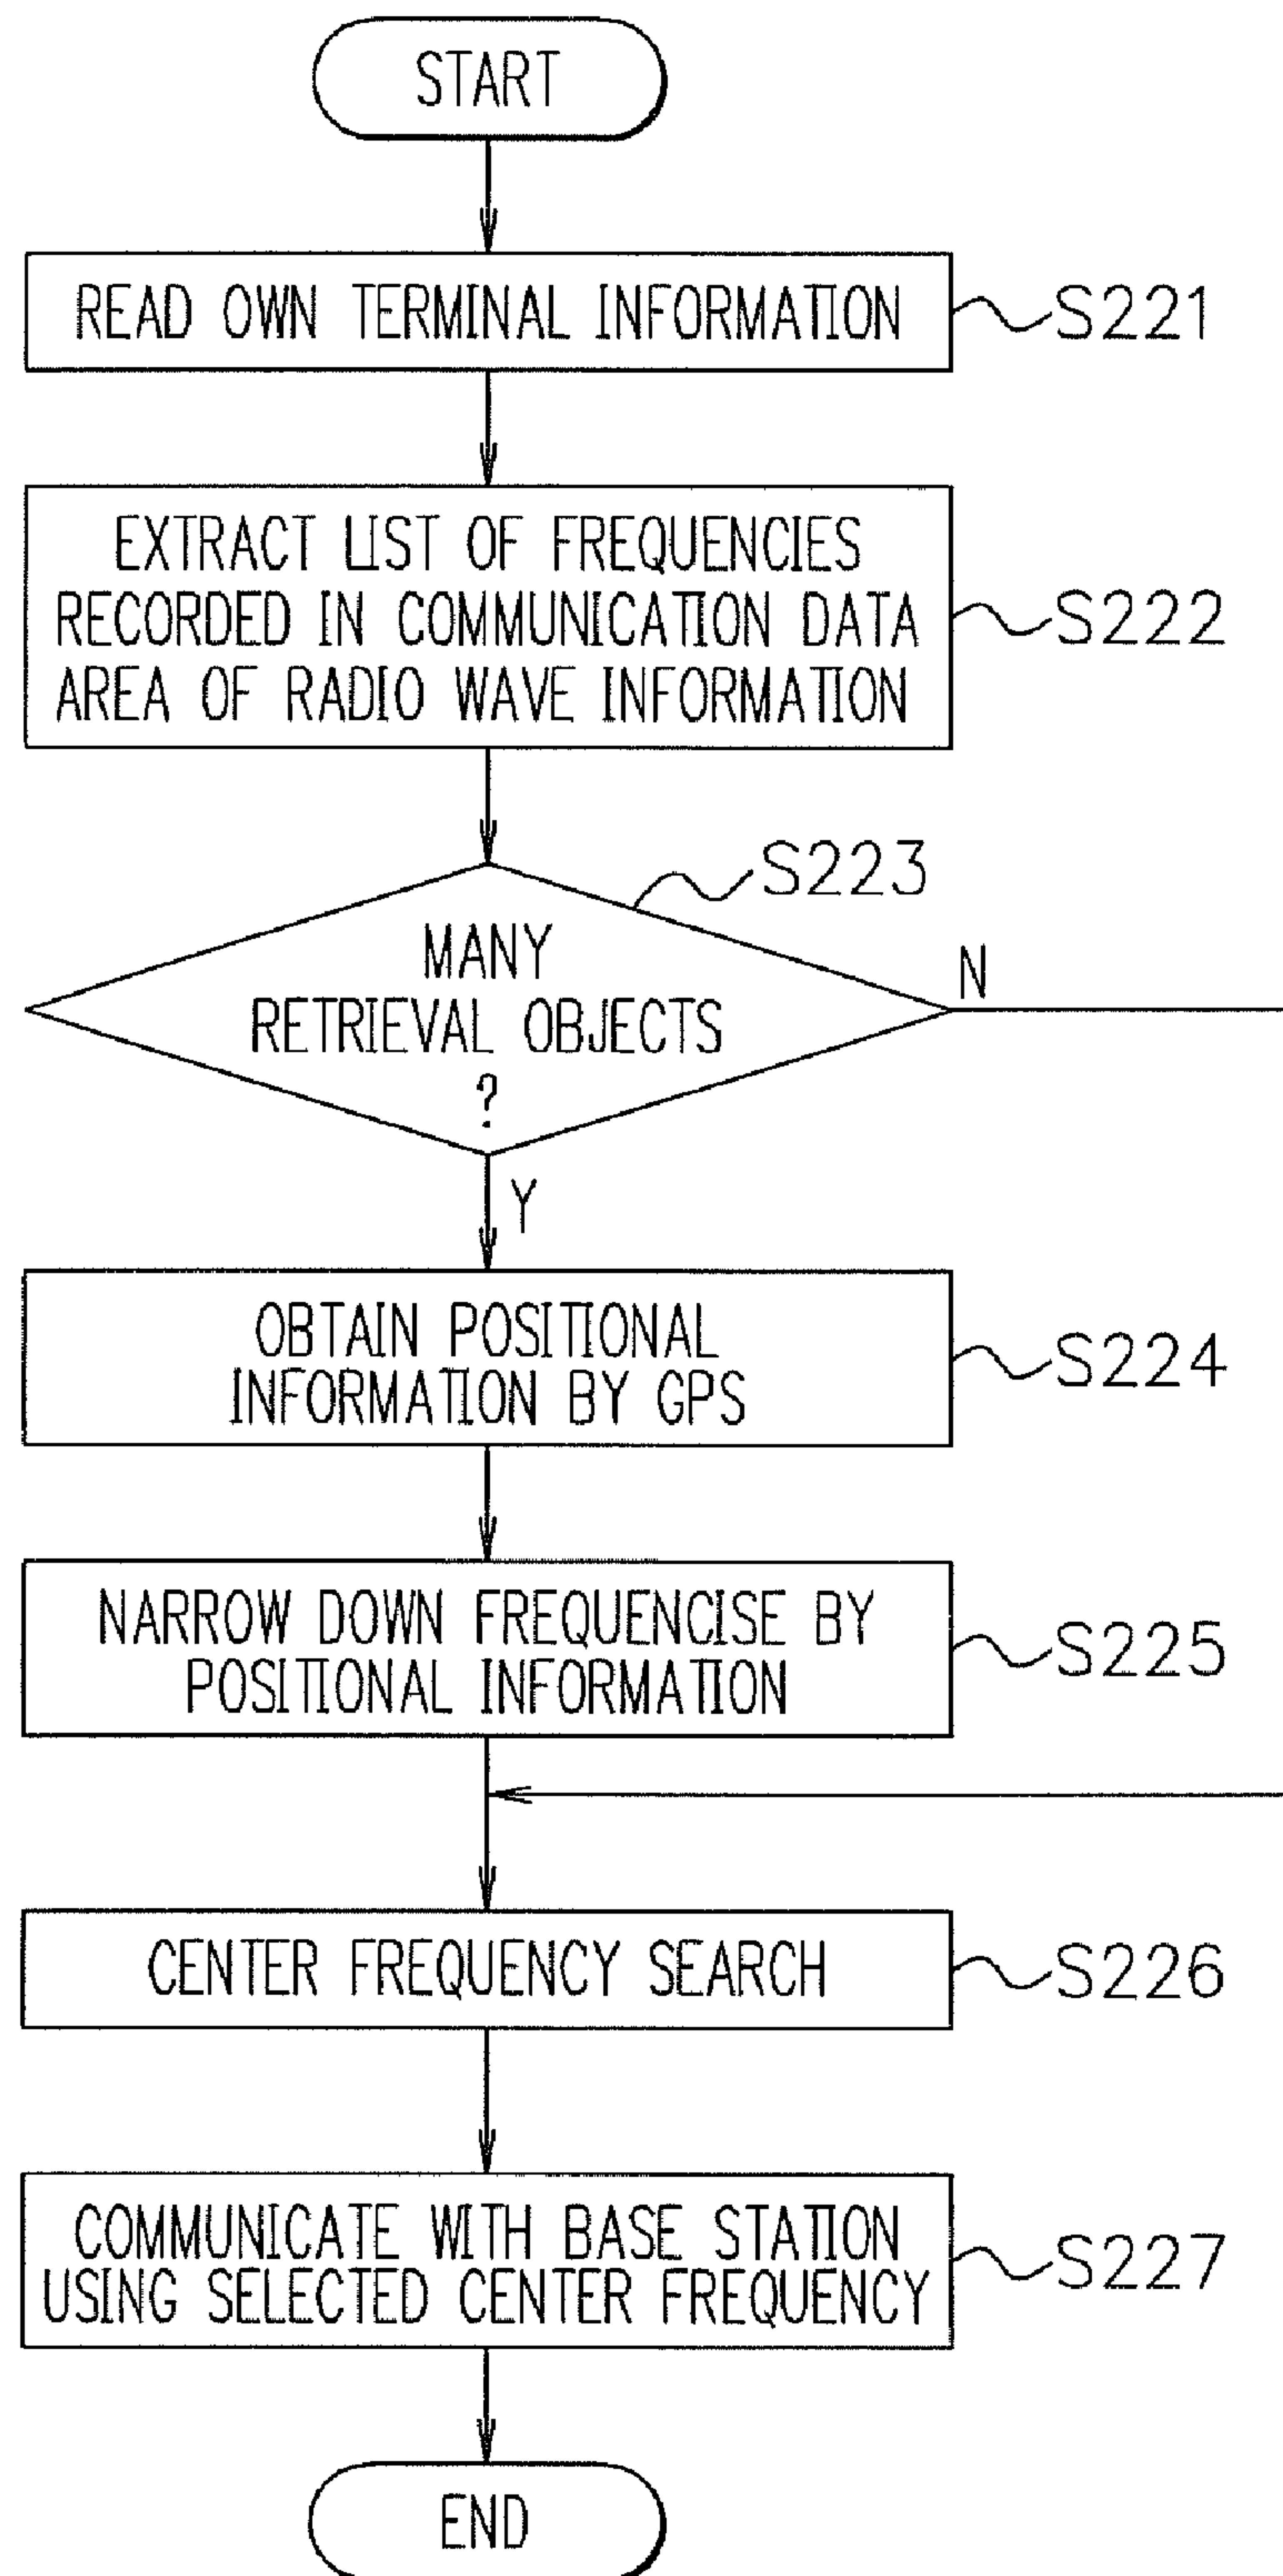 START
READ OWN TERMINAL INFORMATION
S221
EXTRACT LIST OF FREQUENCIES
RECORDED IN COMMUNICATION DATA
AREA OF RADIO WAVE INFORMATION
S222
S223
MANY
RETRIEVAL OBJECTS
?
N
Y
OBTAIN POSITIONAL
INFORMATION BY GPS
S224
NARROW DOWN FREQUENCISE BY
POSITIONAL INFORMATION
S225
CENTER FREQUENCY SEARCH
S226
COMMUNICATE WITH BASE STATION
USING SELECTED CENTER FREQUENCY
S227
END